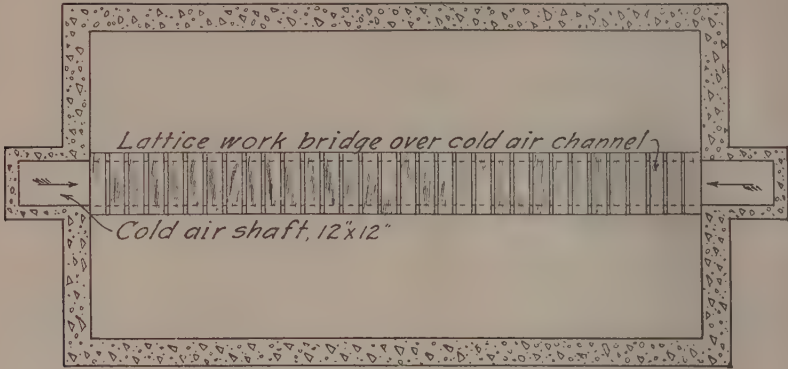 Lattice work bridge over cold air channel
Cold air shaft, 12"x12"